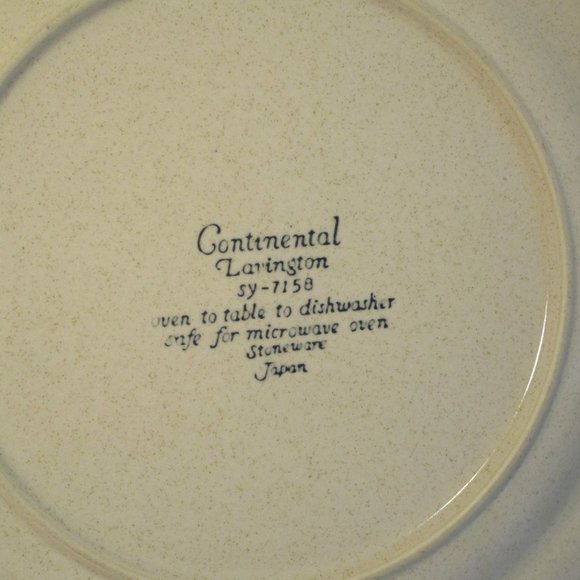 Continental
Lavington
sy-7158
oven to table to dishwasher
safe for microwave oven
Stoneware
Japan